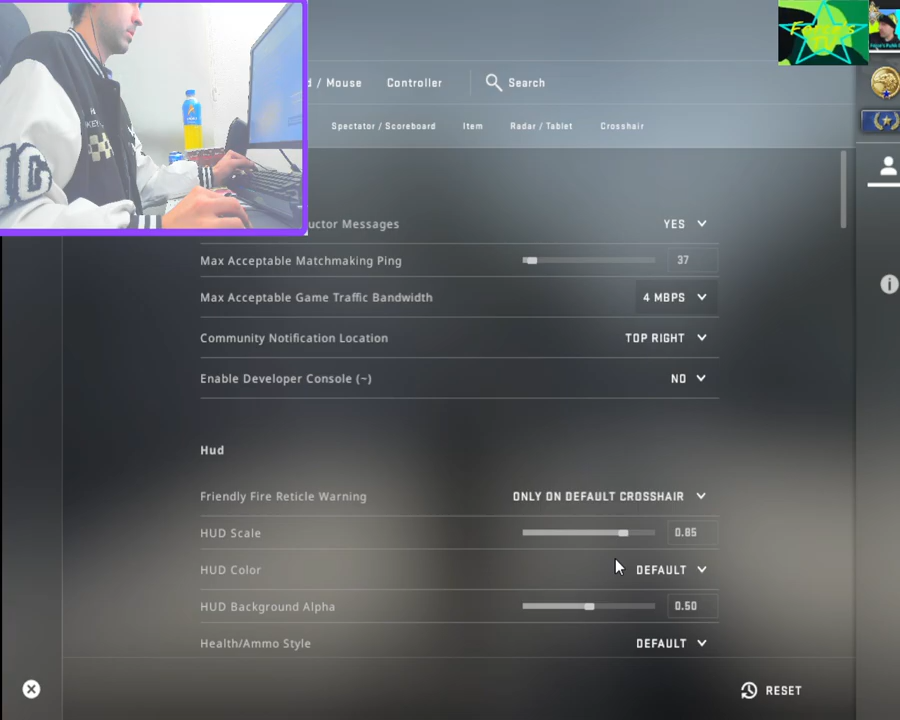 d / Mouse Controller Search
Spectator / Scoreboard Item Radar / Tablet Crosshair
uctor Messages YES
Max Acceptable Matchmaking Ping 37
Max Acceptable Game Traffic Bandwidth 4 MBPS
Community Notification Location TOP RIGHT
Enable Developer Console (~) NO
Hud
Friendly Fire Reticle Warning ONLY ON DEFAULT CROSSHAIR
HUD Scale 0.85
HUD Color DEFAULT
HUD Background Alpha 0.50
Health/Ammo Style DEFAULT
RESET